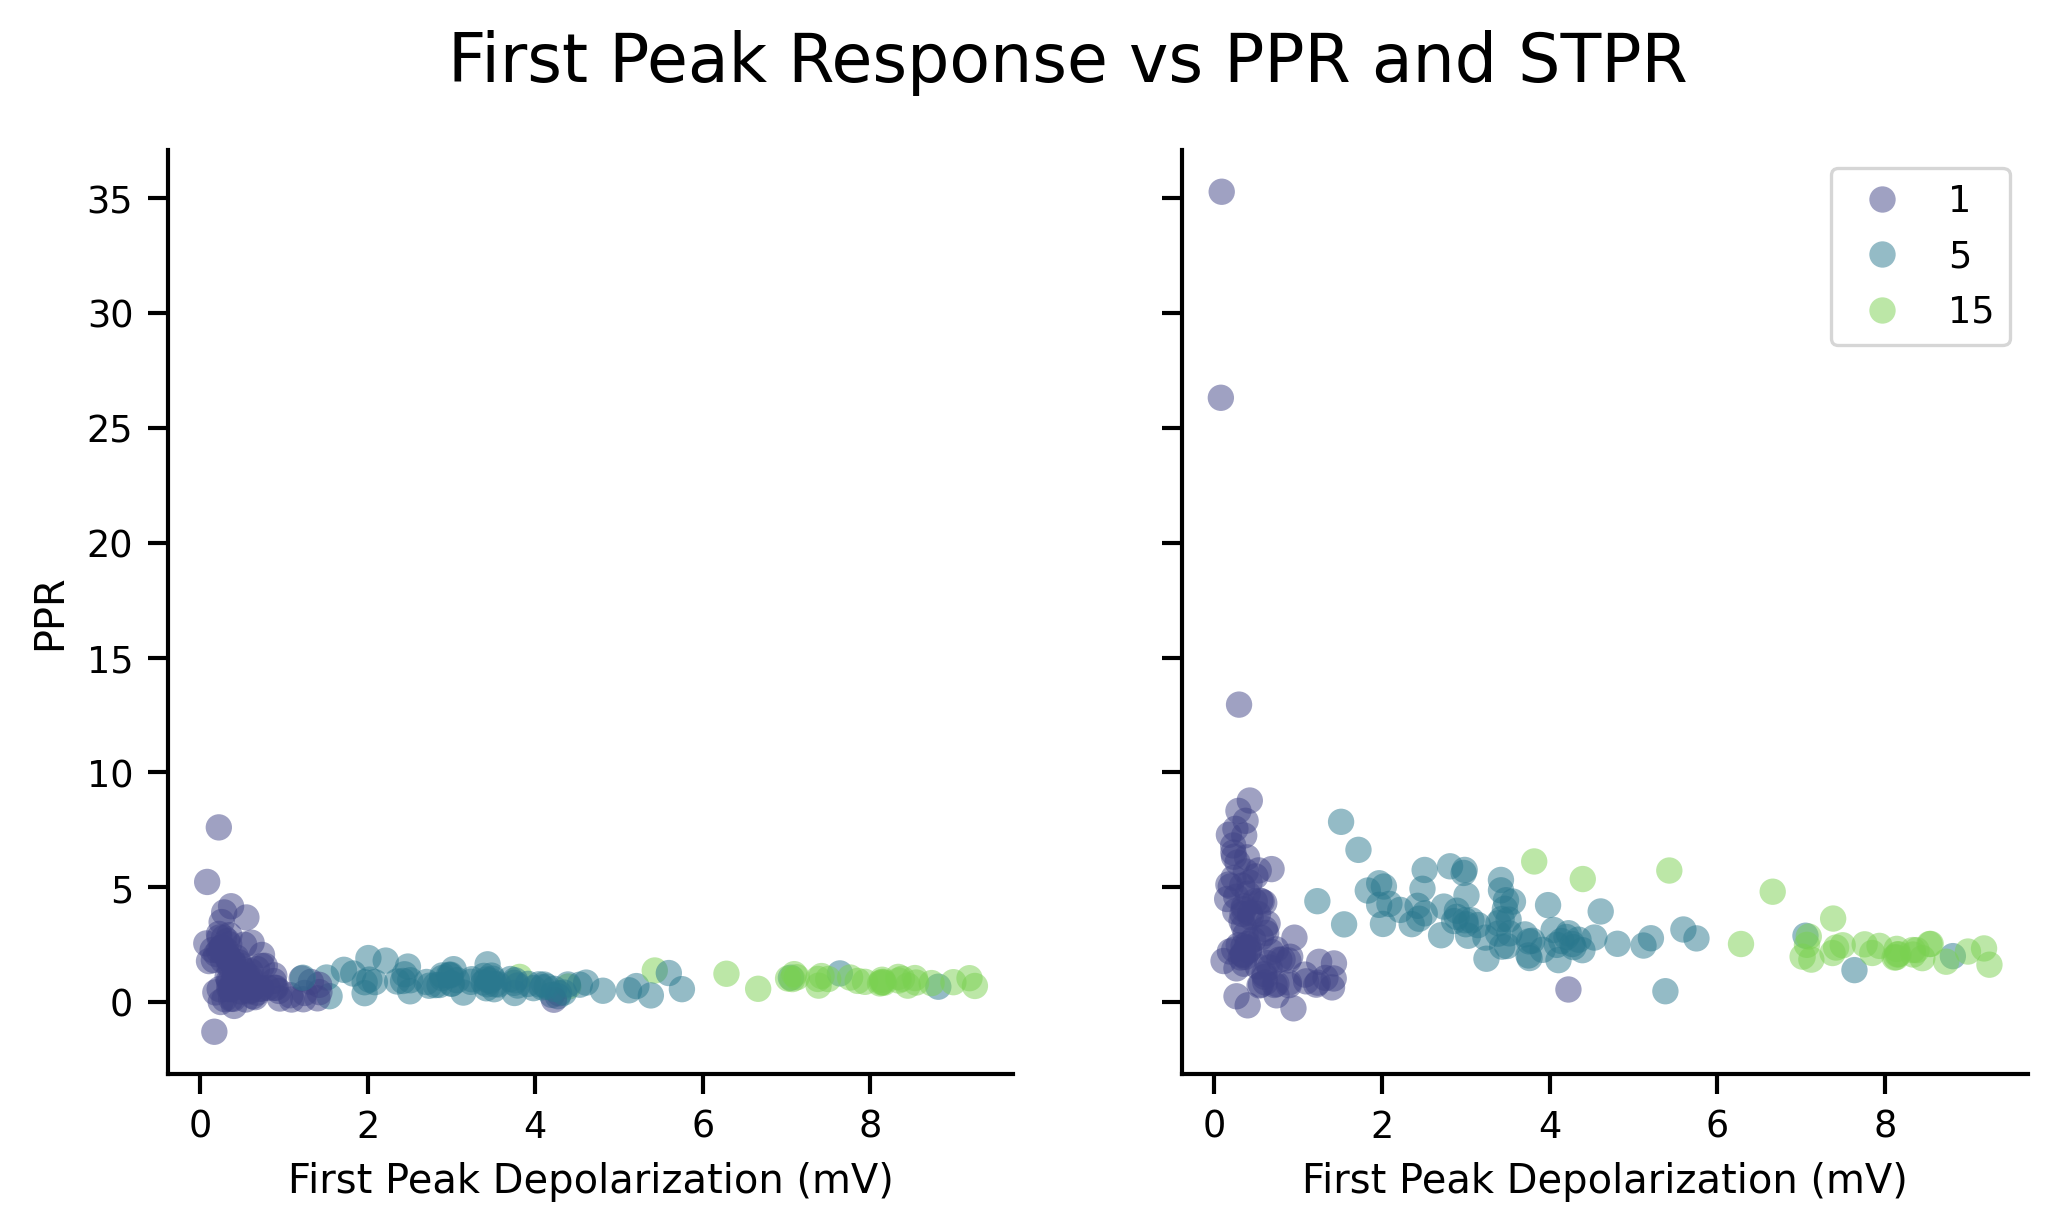 First Peak Response vs PPR and STPR
35
30
25
20
15
10
5
0
PPR
0 2 4 6 8
First Peak Depolarization (mV)
1
5
15
0 2 4 6 8
First Peak Depolarization (mV)